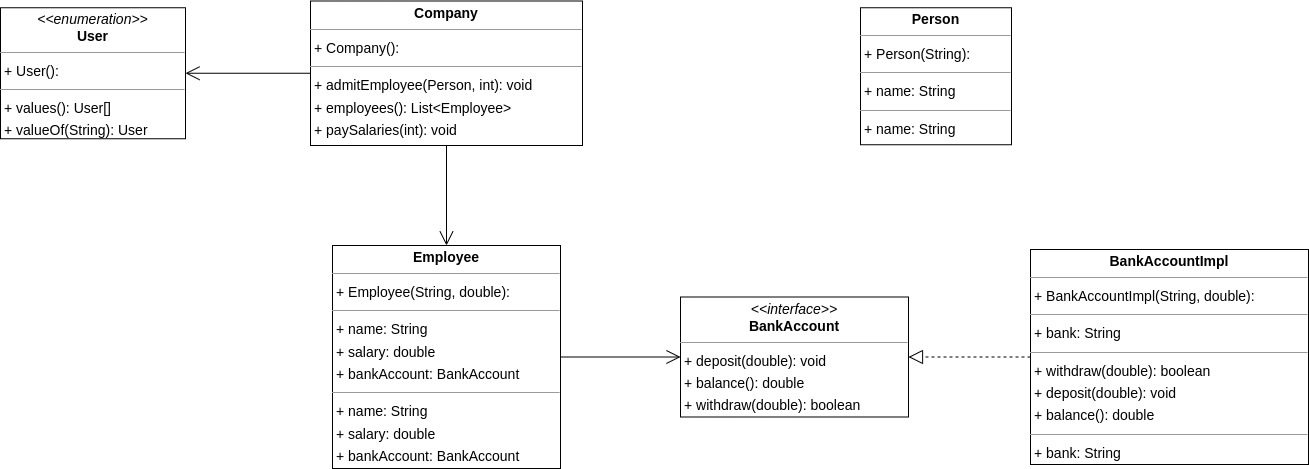 <<enumeration>>
User
+ User():
+ values(): User[]
+ valueOf(String): User
Company
+ Company():
+ admitEmployee(Person, int): void
+ employees(): List<Employee>
+ paySalaries(int): void
Person
+ Person(String):
+ name: String
+ name: String
Employee
+ Employee(String, double):
+ name: String
+ salary: double
+ bankAccount: BankAccount
+ name: String
+ salary: double
+ bankAccount: BankAccount
<<interface>>
BankAccount
+ deposit(double): void
+ balance(): double
+ withdraw(double): boolean
BankAccountImpl
+ BankAccountImpl(String, double):
+ bank: String
+ withdraw(double): boolean
+ deposit(double): void
+ balance(): double
+ bank: String